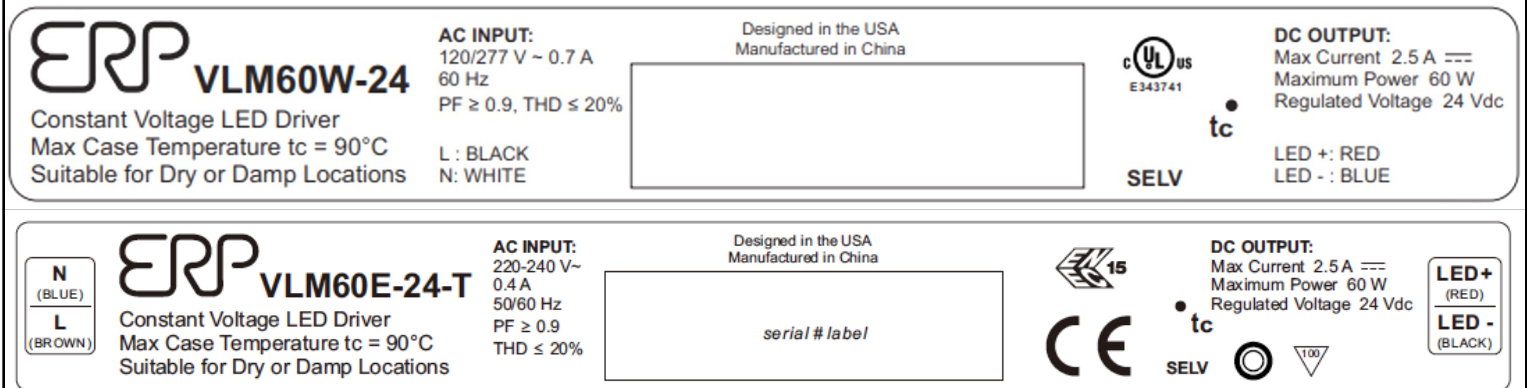 ERP VLM60W-24
Constant Voltage LED Driver
Max Case Temperature tc = 90°C
Suitable for Dry or Damp Locations
AC INPUT:
120/277 V ~ 0.7 A
60 Hz
PF ≥ 0.9, THD ≤ 20%
L : BLACK
N: WHITE
Designed in the USA
Manufactured in China
c UL us
E343741
tc
SELV
DC OUTPUT:
Max Current 2.5 A ⎓
Maximum Power 60 W
Regulated Voltage 24 Vdc
LED +: RED
LED - : BLUE
N
(BLUE)
L
(BROWN)
ERP VLM60E-24-T
Constant Voltage LED Driver
Max Case Temperature tc = 90°C
Suitable for Dry or Damp Locations
AC INPUT:
220-240 V~
0.4 A
50/60 Hz
PF ≥ 0.9
THD ≤ 20%
Designed in the USA
Manufactured in China
serial # label
ENEC 15
CE
tc
SELV
100
DC OUTPUT:
Max Current 2.5 A ⎓
Maximum Power 60 W
Regulated Voltage 24 Vdc
LED+
(RED)
LED -
(BLACK)